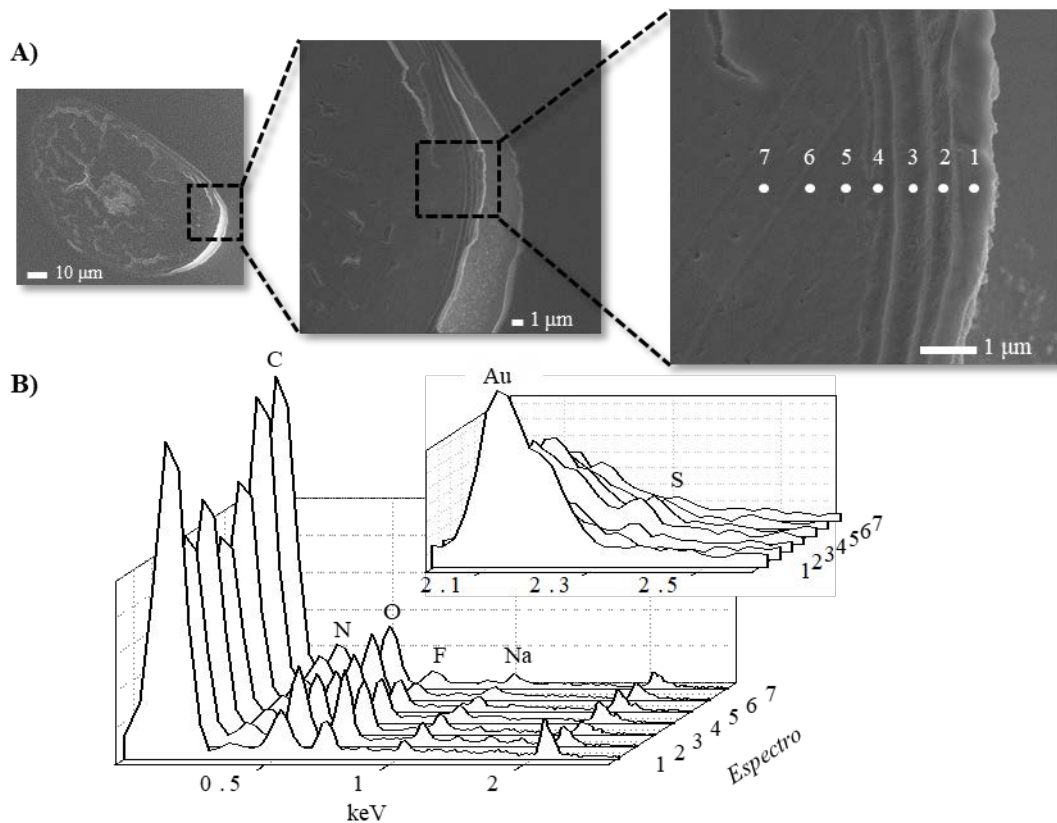 A)
10 μm
1 μm
7 6 5 4 3 2 1
1 μm
B)
C
N
O
F
Na
0.5 1 2
keV
1 2 3 4 5 6 7
Espectro
Au
S
2.1 2.3 2.5
1 2 3 4 5 6 7